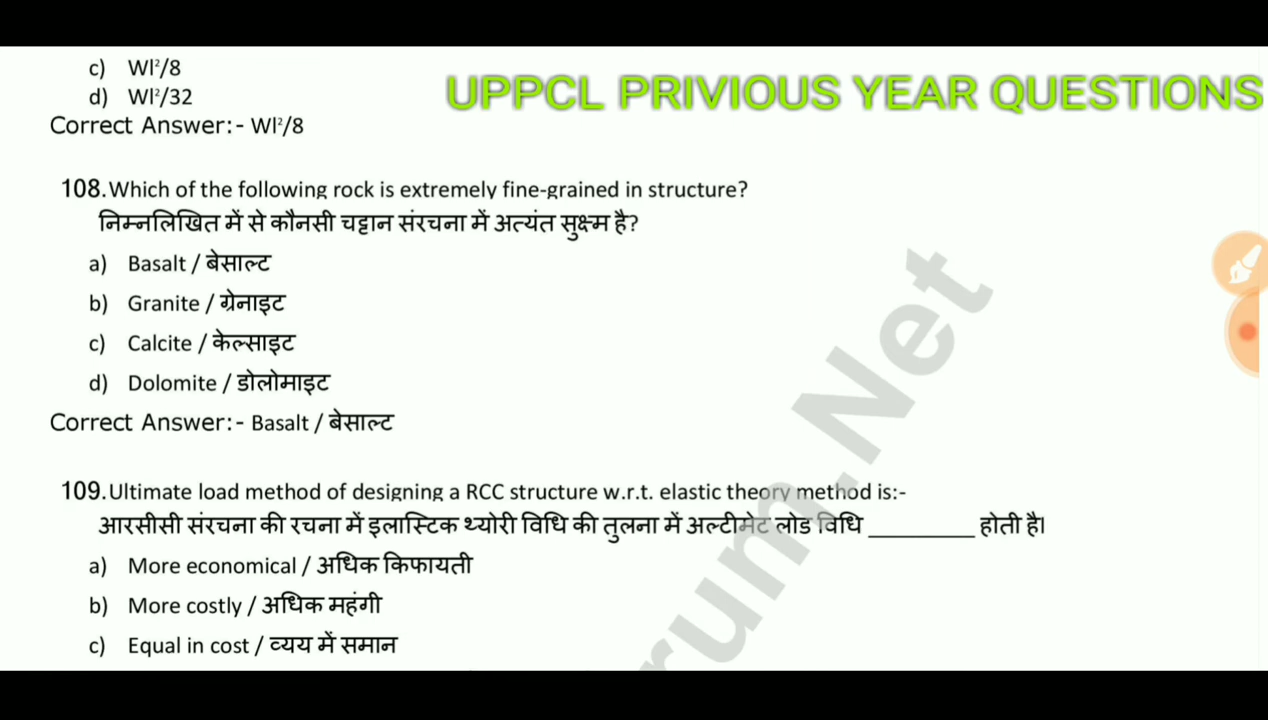 c) Wl²/8
UPPCL PRIVIOUS YEAR QUESTIONS
d) Wl²/32
Correct Answer:- Wl²/8
108.Which of the following rock is extremely fine-grained in structure?
निम्नलिखित में से कौनसी चट्टान संरचना में अत्यंत सुक्ष्म है?
a) Basalt / बेसाल्ट
b) Granite / ग्रेनाइट
c) Calcite / केल्साइट
d) Dolomite / डोलोमाइट
Correct Answer:- Basalt / बेसाल्ट
109.Ultimate load method of designing a RCC structure w.r.t. elastic theory method is:-
आरसीसी संरचना की रचना में इलास्टिक थ्योरी विधि की तुलना में अल्टीमेट लोड विधि _________ होती है।
a) More economical / अधिक किफायती
b) More costly / अधिक महंगी
c) Equal in cost / व्यय में समान
rum.Net